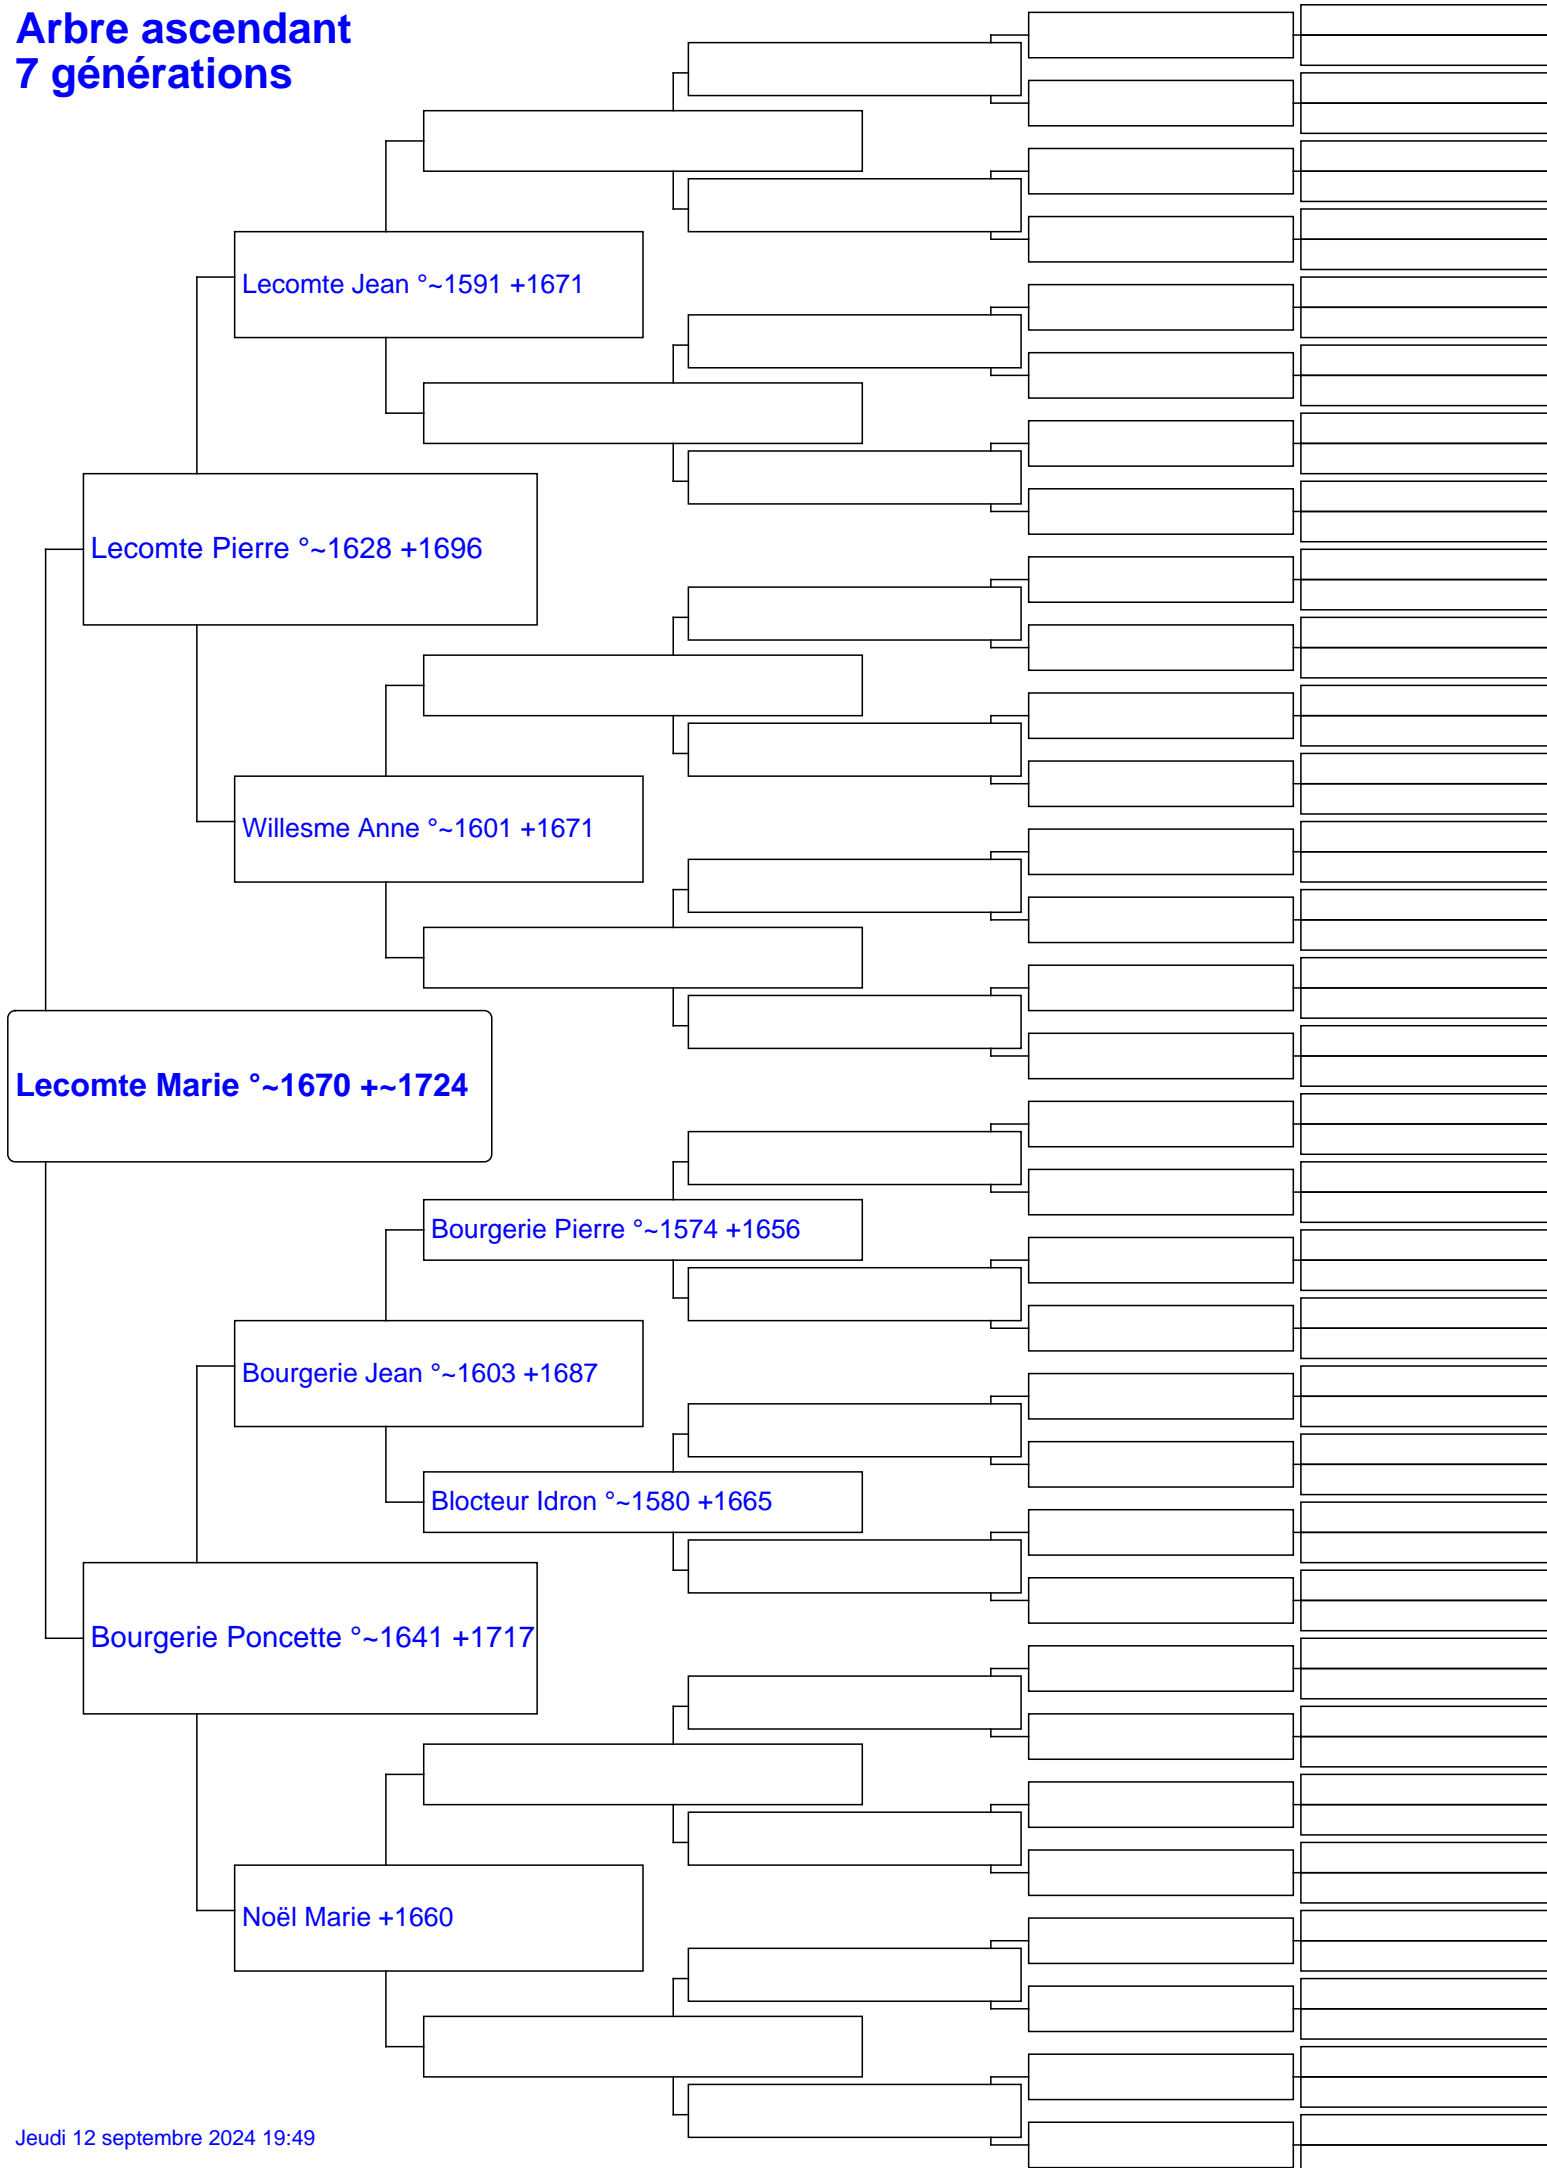 Arbre ascendant
7 générations
Lecomte Jean °~1591 +1671
Lecomte Pierre °~1628 +1696
Willesme Anne °~1601 +1671
Lecomte Marie °~1670 +~1724
Bourgerie Pierre °~1574 +1656
Bourgerie Jean °~1603 +1687
Blocteur Idron °~1580 +1665
Bourgerie Poncette °~1641 +1717
Noël Marie +1660
Jeudi 12 septembre 2024 19:49